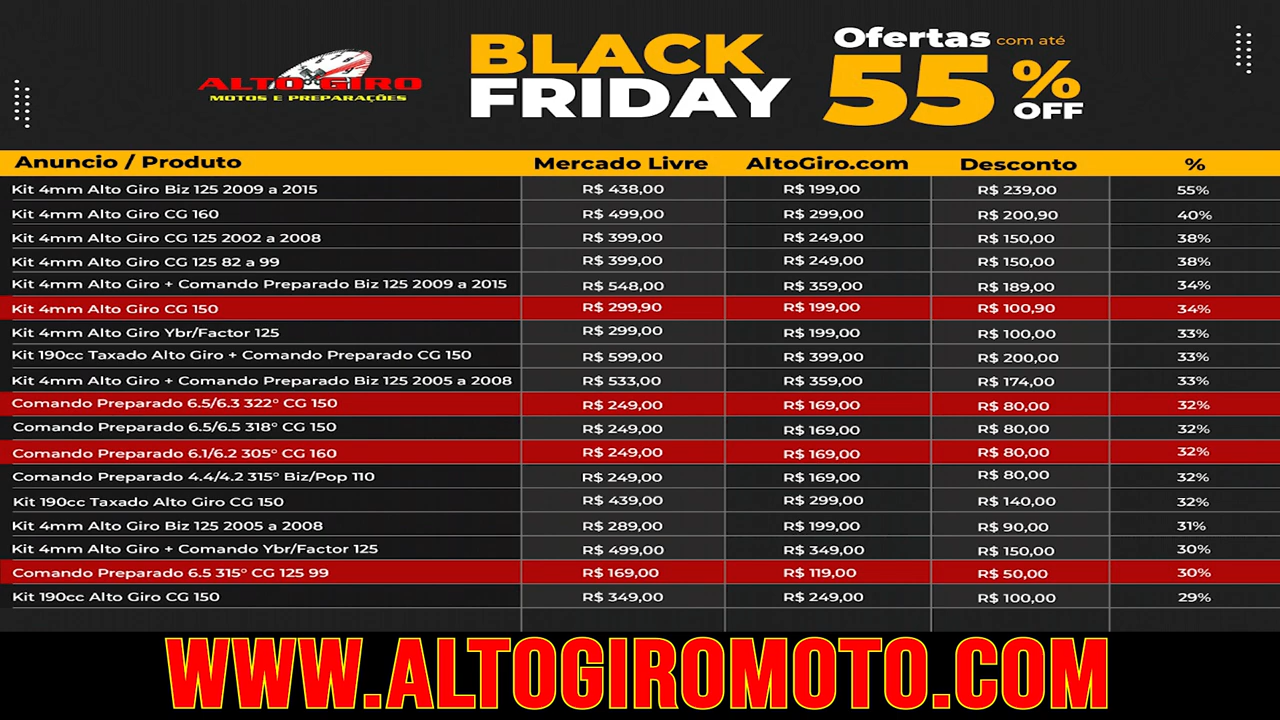 ALTO GIRO
MOTOS E PREPARAÇÕES
BLACK
FRIDAY
Ofertas com até
55%
OFF
Anuncio / Produto Mercado Livre AltoGiro.com Desconto %
Kit 4mm Alto Giro Biz 125 2009 a 2015 R$ 438,00 R$ 199,00 R$ 239,00 55%
Kit 4mm Alto Giro CG 160 R$ 499,00 R$ 299,00 R$ 200,90 40%
Kit 4mm Alto Giro CG 125 2002 a 2008 R$ 399,00 R$ 249,00 R$ 150,00 38%
Kit 4mm Alto Giro CG 125 82 a 99 R$ 399,00 R$ 249,00 R$ 150,00 38%
Kit 4mm Alto Giro + Comando Preparado Biz 125 2009 a 2015 R$ 548,00 R$ 359,00 R$ 189,00 34%
Kit 4mm Alto Giro CG 150 R$ 299,90 R$ 199,00 R$ 100,90 34%
Kit 4mm Alto Giro Ybr/Factor 125 R$ 299,00 R$ 199,00 R$ 100,00 33%
Kit 190cc Taxado Alto Giro + Comando Preparado CG 150 R$ 599,00 R$ 399,00 R$ 200,00 33%
Kit 4mm Alto Giro + Comando Preparado Biz 125 2005 a 2008 R$ 533,00 R$ 359,00 R$ 174,00 33%
Comando Preparado 6.5/6.3 322° CG 150 R$ 249,00 R$ 169,00 R$ 80,00 32%
Comando Preparado 6.5/6.5 318° CG 150 R$ 249,00 R$ 169,00 R$ 80,00 32%
Comando Preparado 6.1/6.2 305° CG 160 R$ 249,00 R$ 169,00 R$ 80,00 32%
Comando Preparado 4.4/4.2 315° Biz/Pop 110 R$ 249,00 R$ 169,00 R$ 80,00 32%
Kit 190cc Taxado Alto Giro CG 150 R$ 439,00 R$ 299,00 R$ 140,00 32%
Kit 4mm Alto Giro Biz 125 2005 a 2008 R$ 289,00 R$ 199,00 R$ 90,00 31%
Kit 4mm Alto Giro + Comando Ybr/Factor 125 R$ 499,00 R$ 349,00 R$ 150,00 30%
Comando Preparado 6.5 315° CG 125 99 R$ 169,00 R$ 119,00 R$ 50,00 30%
Kit 190cc Alto Giro CG 150 R$ 349,00 R$ 249,00 R$ 100,00 29%
WWW.ALTOGIROMOTO.COM